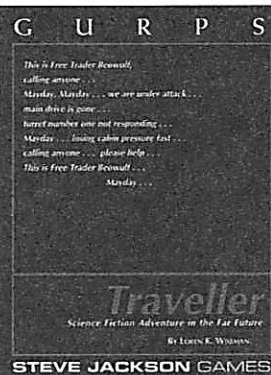 G U R P S
This is Free Trader Beowulf,
calling anyone . . .
Mayday, Mayday . . . we are under attack . . .
main drive is gone . . .
turret number one not responding . . .
Mayday . . . losing cabin pressure fast . . .
calling anyone . . . please help . . .
This is Free Trader Beowulf . . .
Mayday . . .
Traveller
Science Fiction Adventure in the Far Future
BY LOREN K. WISEMAN
STEVE JACKSON GAMES